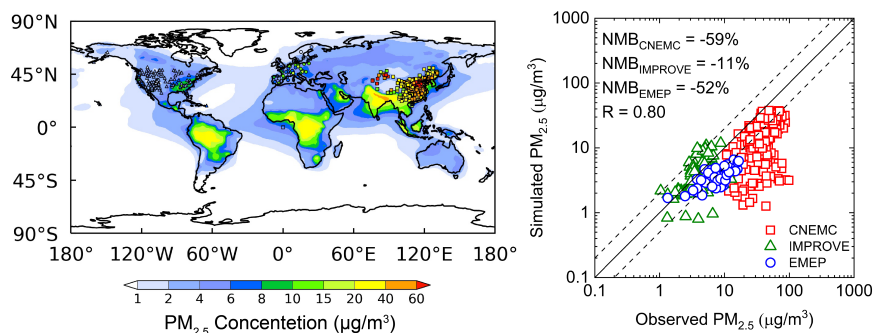 90°N
45°N
0°
45°S
90°S
180°
120°W
60°W
0°
60°E
120°E
180°
1 2 4 6 8 10 15 20 40 60
PM2.5 Concentetion (μg/m3)
1000
100
10
1
0.1
Simulated PM2.5 (μg/m3)
NMBCNEMC = -59%
NMBIMPROVE = -11%
NMBEMEP = -52%
R = 0.80
CNEMC
IMPROVE
EMEP
0.1 1 10 100 1000
Observed PM2.5 (μg/m3)